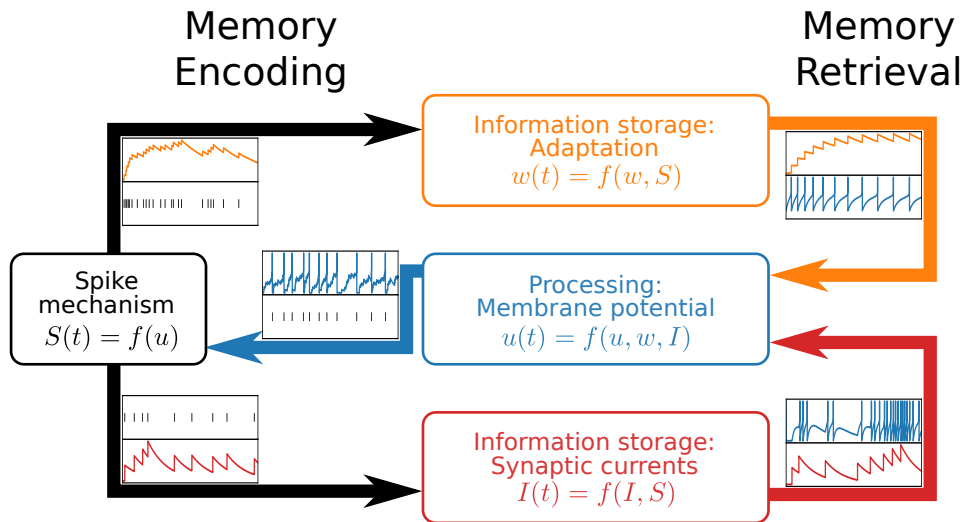 Memory
Encoding
Memory
Retrieval
Information storage:
Adaptation
w(t) = f(w, S)
Spike
mechanism
S(t) = f(u)
Processing:
Membrane potential
u(t) = f(u, w, I)
Information storage:
Synaptic currents
I(t) = f(I, S)